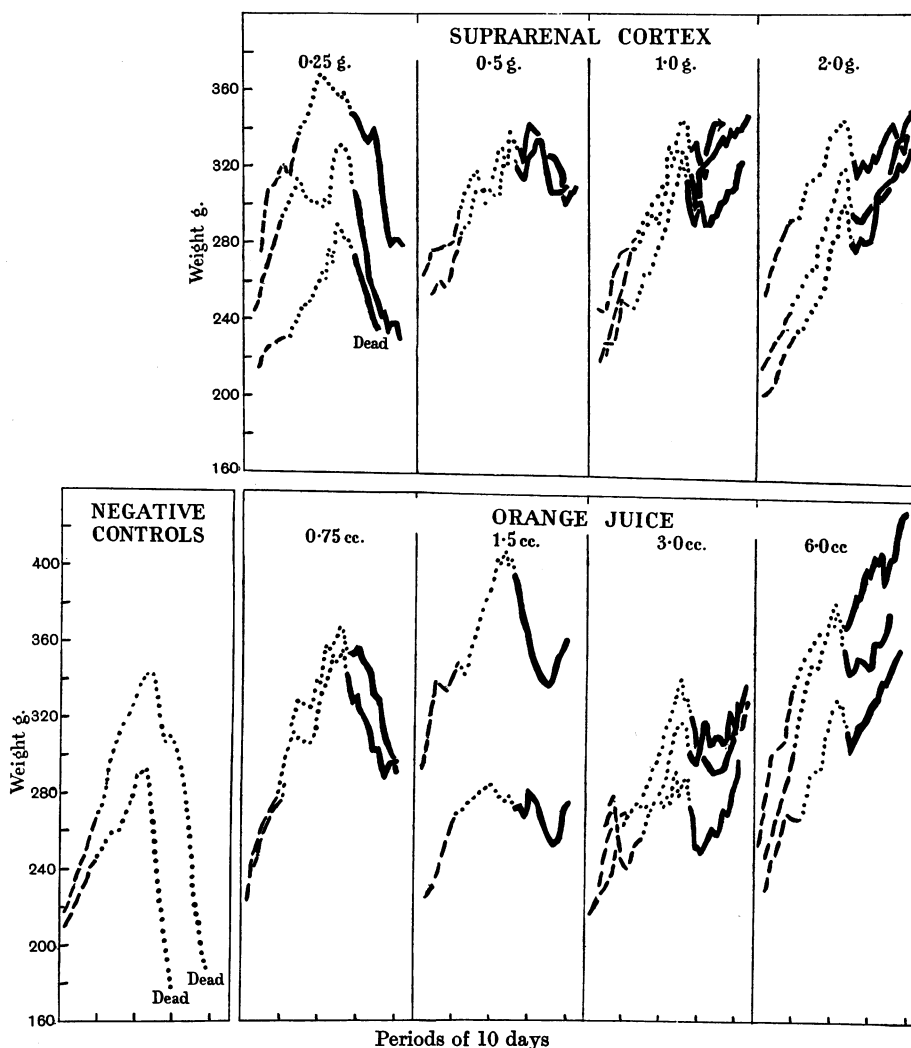 SUPRARENAL CORTEX
0·25 g. 0·5 g. 1·0 g. 2·0 g.
Weight g.
360
320
280
240
200
160
Dead
NEGATIVE
CONTROLS
ORANGE JUICE
0·75 cc. 1·5 cc. 3·0 cc. 6·0 cc
Weight g.
400
360
320
280
240
200
160
Dead
Dead
Periods of 10 days